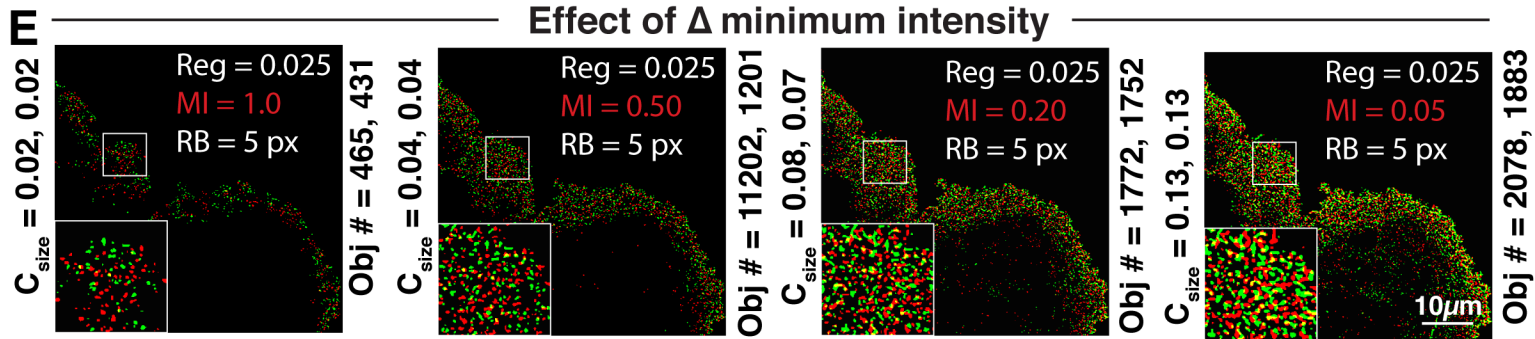 E
Effect of Δ minimum intensity
C size = 0.02, 0.02
Reg = 0.025
MI = 1.0
RB = 5 px
Obj # = 465, 431
C size = 0.04, 0.04
Reg = 0.025
MI = 0.50
RB = 5 px
Obj # = 11202, 1201
C size = 0.08, 0.07
Reg = 0.025
MI = 0.20
RB = 5 px
Obj # = 1772, 1752
C size = 0.13, 0.13
Reg = 0.025
MI = 0.05
RB = 5 px
10µm
Obj # = 2078, 1883